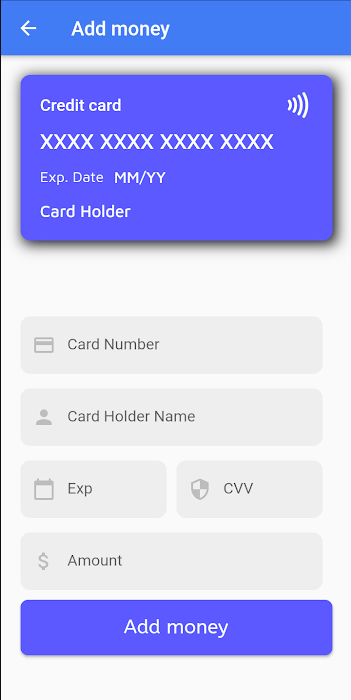 Add money
Credit card
XXXX XXXX XXXX XXXX
Exp. Date MM/YY
Card Holder
Card Number
Card Holder Name
Exp CVV
$ Amount
Add money